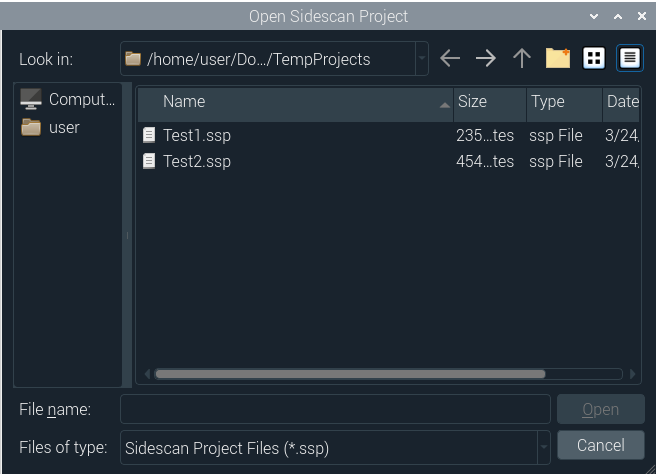 Open Sidescan Project
Look in: /home/user/Do.../TempProjects
Comput...
user
Name Size Type Date
Test1.ssp 235...tes ssp File 3/24,
Test2.ssp 454...tes ssp File 3/24,
File name: Open
Files of type: Sidescan Project Files (*.ssp) Cancel